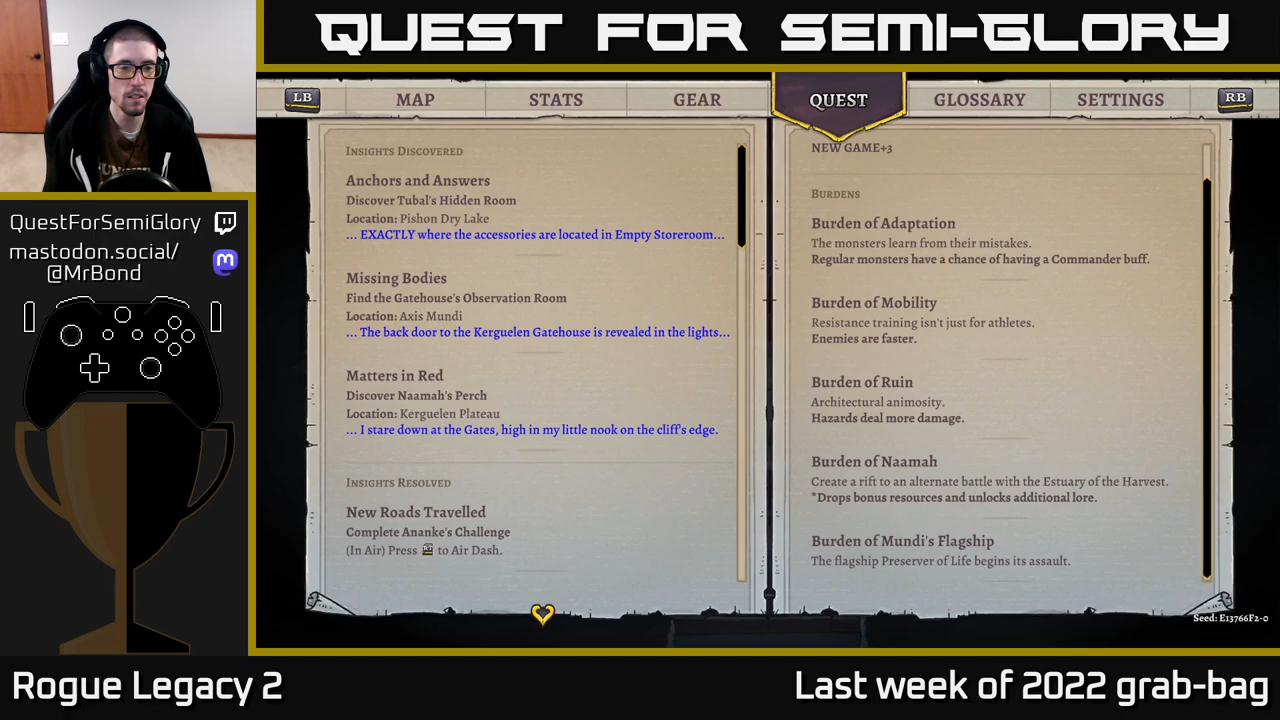 QUEST FOR SEMI-GLORY
LB
MAP
STATS
GEAR
QUEST
GLOSSARY
SETTINGS
RB
INSIGHTS DISCOVERED
Anchors and Answers
Discover Tubal's Hidden Room
Location: Pishon Dry Lake
... EXACTLY where the accessories are located in Empty Storeroom...
Missing Bodies
Find the Gatehouse's Observation Room
Location: Axis Mundi
... The back door to the Kerguelen Gatehouse is revealed in the lights...
Matters in Red
Discover Naamah's Perch
Location: Kerguelen Plateau
... I stare down at the Gates, high in my little nook on the cliff's edge.
INSIGHTS RESOLVED
New Roads Travelled
Complete Ananke's Challenge
(In Air) Press RT to Air Dash.
NEW GAME+3
BURDENS
Burden of Adaptation
The monsters learn from their mistakes.
Regular monsters have a chance of having a Commander buff.
Burden of Mobility
Resistance training isn't just for athletes.
Enemies are faster.
Burden of Ruin
Architectural animosity.
Hazards deal more damage.
Burden of Naamah
Create a rift to an alternate battle with the Estuary of the Harvest.
*Drops bonus resources and unlocks additional lore.
Burden of Mundi's Flagship
The flagship Preserver of Life begins its assault.
Seed: E13766F2-0
QuestForSemiGlory
mastodon.social/
@MrBond
Rogue Legacy 2
Last week of 2022 grab-bag